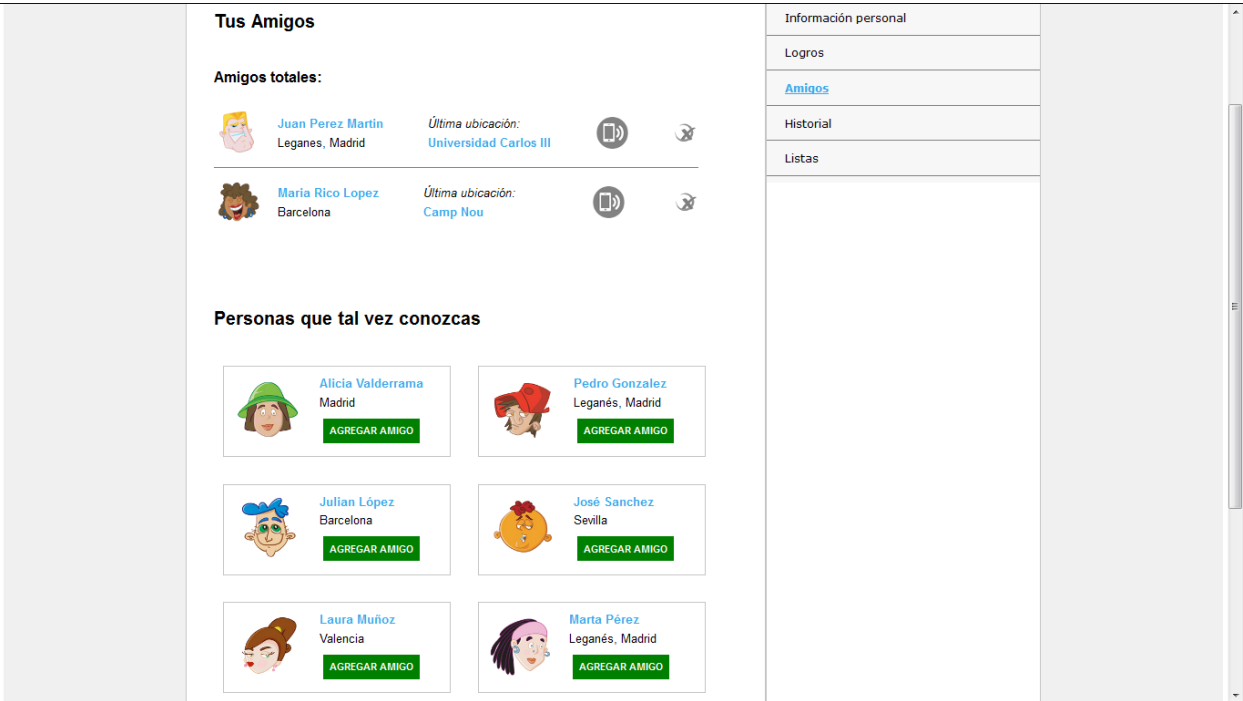 Tus Amigos
Amigos totales:
Juan Perez Martin
Leganes, Madrid
Última ubicación:
Universidad Carlos III
Maria Rico Lopez
Barcelona
Última ubicación:
Camp Nou
Personas que tal vez conozcas
Alicia Valderrama
Madrid
AGREGAR AMIGO
Pedro Gonzalez
Leganés, Madrid
AGREGAR AMIGO
Julian López
Barcelona
AGREGAR AMIGO
José Sanchez
Sevilla
AGREGAR AMIGO
Laura Muñoz
Valencia
AGREGAR AMIGO
Marta Pérez
Leganés, Madrid
AGREGAR AMIGO
Información personal
Logros
Amigos
Historial
Listas